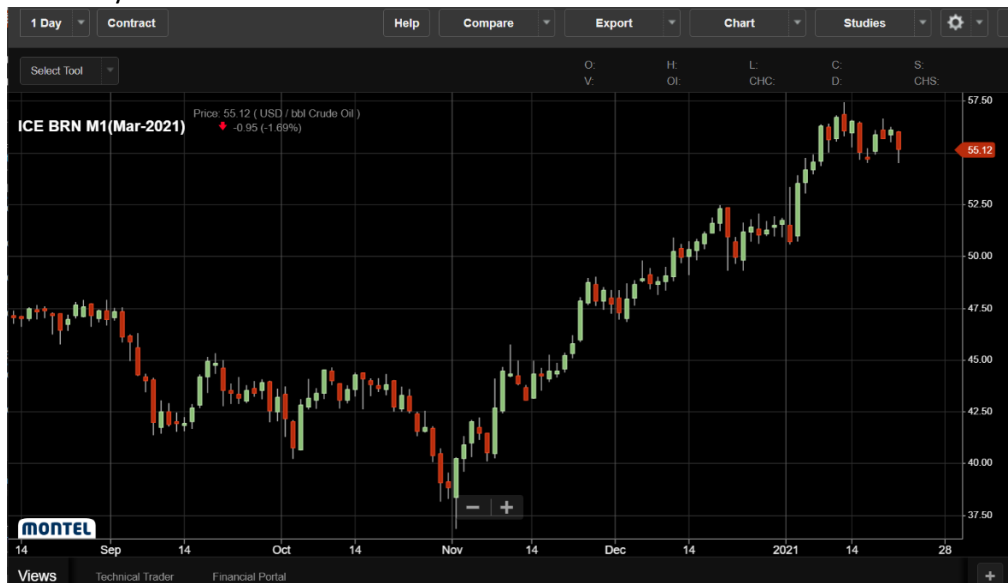 1 Day Contract Help Compare Export Chart Studies
Select Tool O: H: L: C: S:
V: OI: CHC: D: CHS:
ICE BRN M1(Mar-2021) Price: 55.12 ( USD / bbl Crude Oil )
-0.95 (-1.69%)
57.50
55.12
52.50
50.00
47.50
45.00
42.50
40.00
37.50
− +
MONTEL
14 Sep 14 Oct 14 Nov 14 Dec 14 2021 14 28
Views Technical Trader Financial Portal +